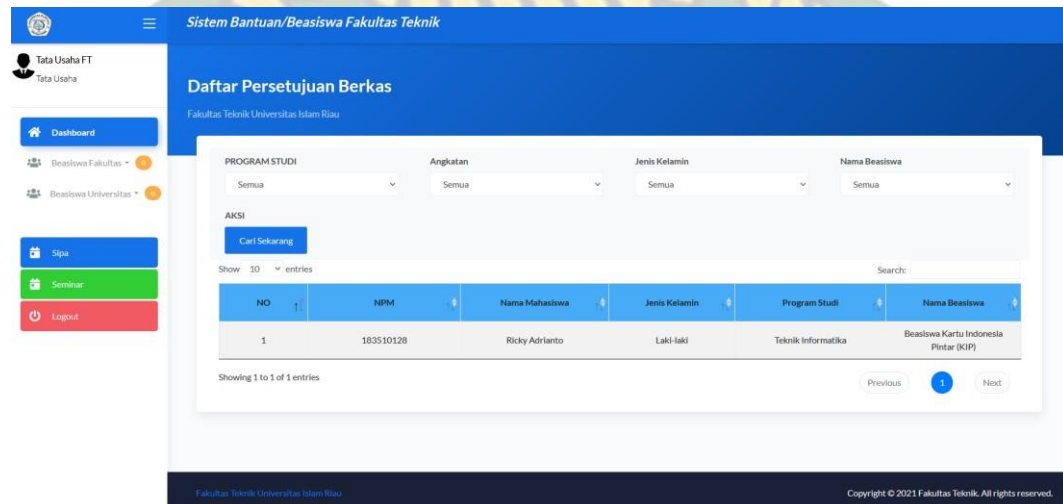 Sistem Bantuan/Beasiswa Fakultas Teknik
Tata Usaha FT
Tata Usaha
Dashboard
Beasiswa Fakultas 0
Beasiswa Universitas 0
Sipa
Seminar
Logout
Daftar Persetujuan Berkas
Fakultas Teknik Universitas Islam Riau
PROGRAM STUDI Angkatan Jenis Kelamin Nama Beasiswa
Semua Semua Semua Semua
AKSI
Cari Sekarang
Show 10 entries Search:
NO NPM Nama Mahasiswa Jenis Kelamin Program Studi Nama Beasiswa
1 183510128 Ricky Adrianto Laki-laki Teknik Informatika Beasiswa Kartu Indonesia
Pintar (KIP)
Showing 1 to 1 of 1 entries Previous 1 Next
Fakultas Teknik Universitas Islam Riau Copyright © 2021 Fakultas Teknik. All rights reserved.